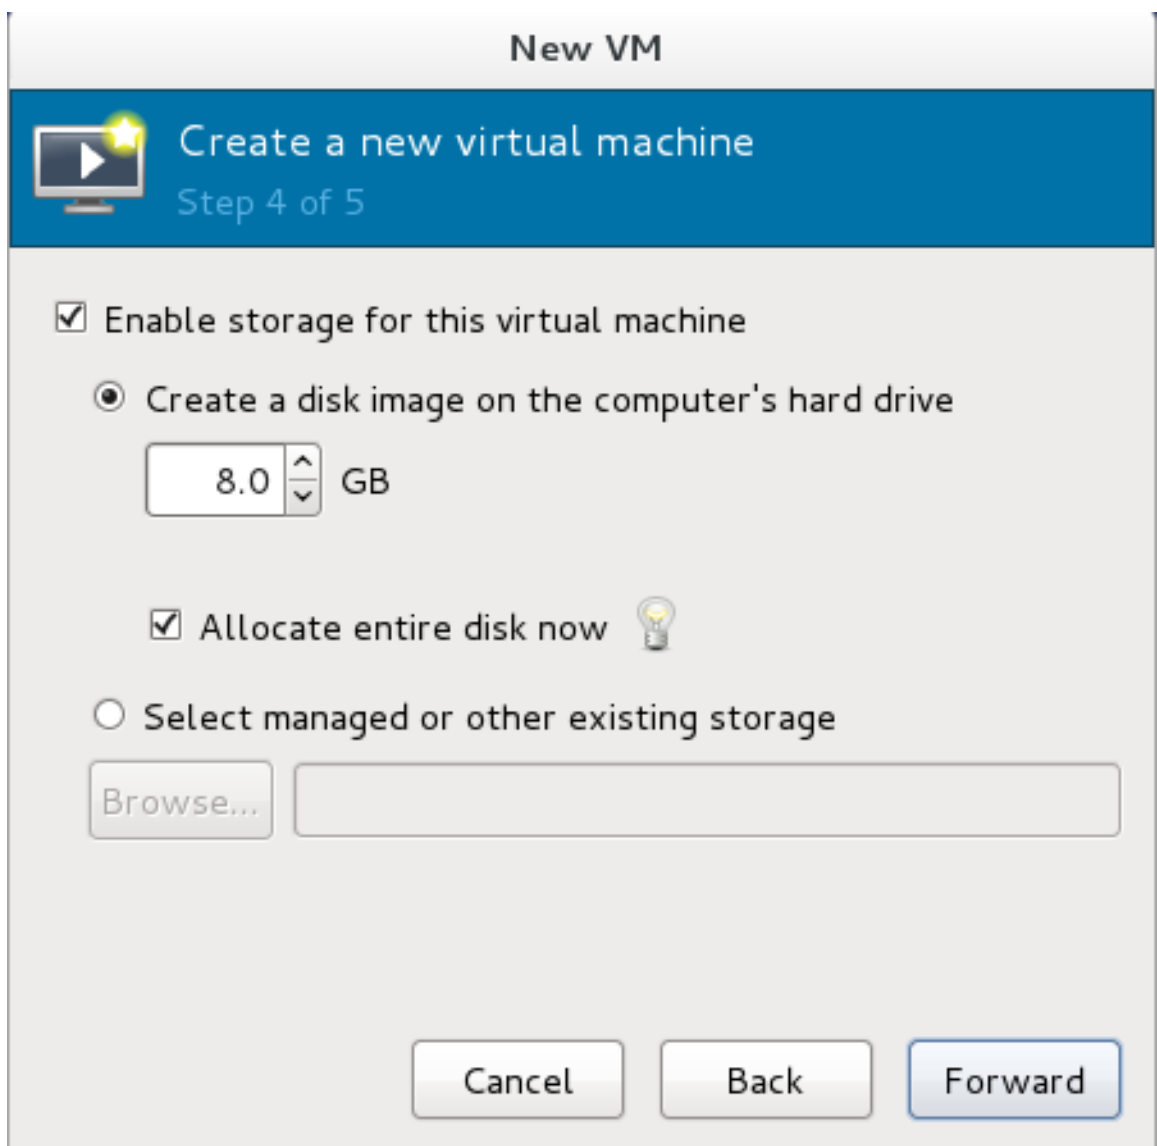 New VM
Create a new virtual machine
Step 4 of 5
Enable storage for this virtual machine
Create a disk image on the computer's hard drive
8.0 GB
Allocate entire disk now
Select managed or other existing storage
Browse...
Cancel Back Forward